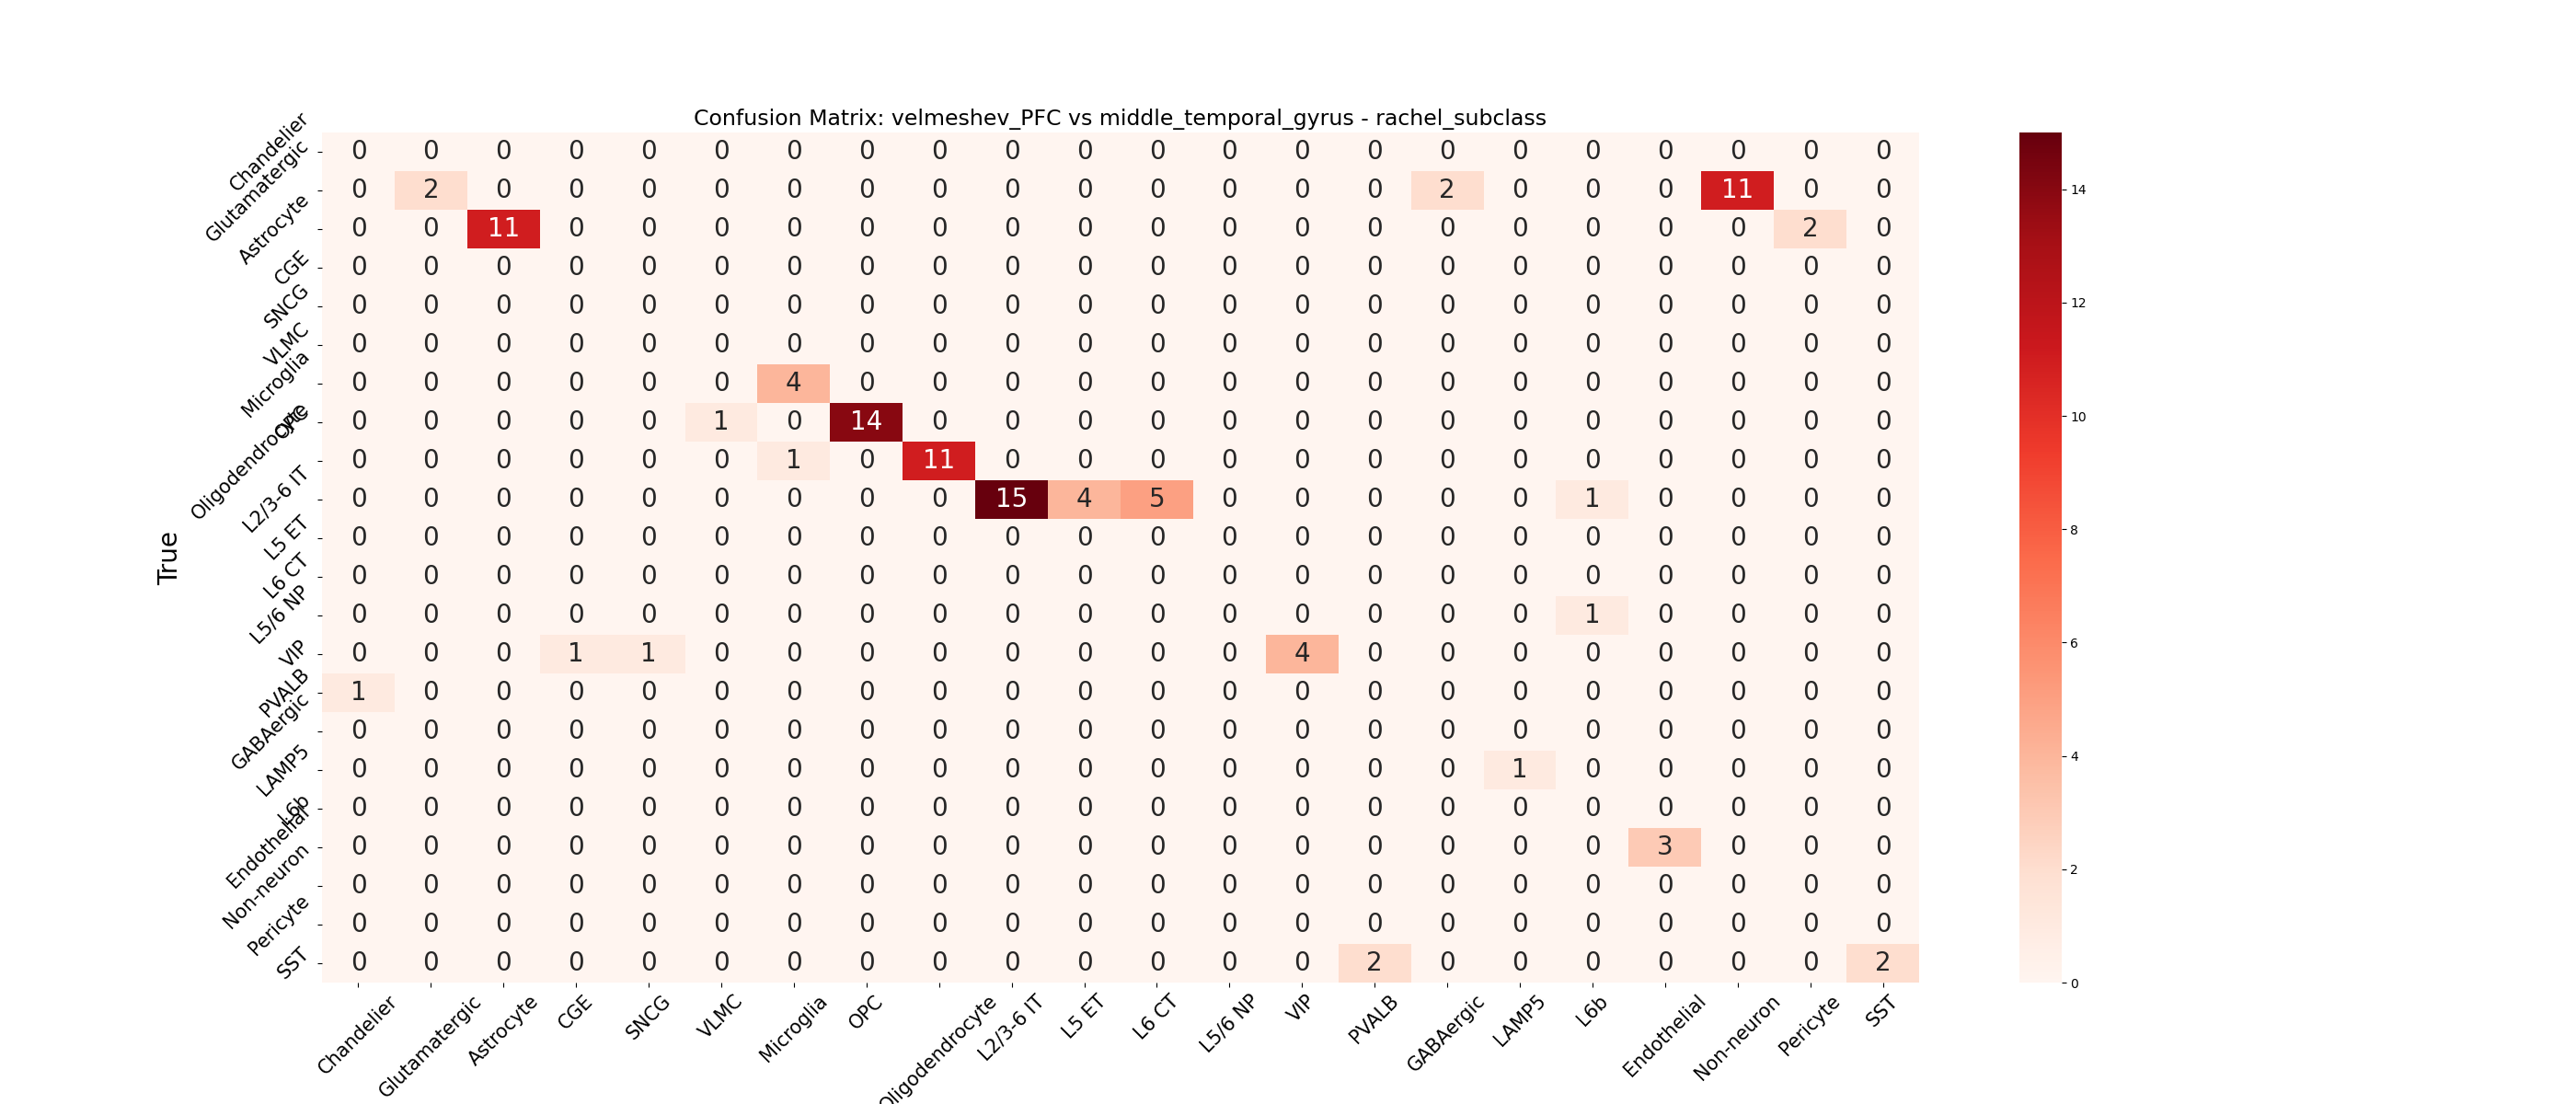 Confusion Matrix: velmeshev_PFC vs middle_temporal_gyrus - rachel_subclass
True
Chandelier 0 0 0 0 0 0 0 0 0 0 0 0 0 0 0 0 0 0 0 0 0 0
Glutamatergic 0 2 0 0 0 0 0 0 0 0 0 0 0 0 0 2 0 0 0 11 0 0
Astrocyte 0 0 11 0 0 0 0 0 0 0 0 0 0 0 0 0 0 0 0 0 2 0
CGE 0 0 0 0 0 0 0 0 0 0 0 0 0 0 0 0 0 0 0 0 0 0
SNCG 0 0 0 0 0 0 0 0 0 0 0 0 0 0 0 0 0 0 0 0 0 0
VLMC 0 0 0 0 0 0 0 0 0 0 0 0 0 0 0 0 0 0 0 0 0 0
Microglia 0 0 0 0 0 0 4 0 0 0 0 0 0 0 0 0 0 0 0 0 0 0
OPC 0 0 0 0 0 1 0 14 0 0 0 0 0 0 0 0 0 0 0 0 0 0
Oligodendrocyte 0 0 0 0 0 0 1 0 11 0 0 0 0 0 0 0 0 0 0 0 0 0
L2/3-6 IT 0 0 0 0 0 0 0 0 0 15 4 5 0 0 0 0 0 1 0 0 0 0
L5 ET 0 0 0 0 0 0 0 0 0 0 0 0 0 0 0 0 0 0 0 0 0 0
L6 CT 0 0 0 0 0 0 0 0 0 0 0 0 0 0 0 0 0 0 0 0 0 0
L5/6 NP 0 0 0 0 0 0 0 0 0 0 0 0 0 0 0 0 0 1 0 0 0 0
VIP 0 0 0 1 1 0 0 0 0 0 0 0 0 4 0 0 0 0 0 0 0 0
PVALB 1 0 0 0 0 0 0 0 0 0 0 0 0 0 0 0 0 0 0 0 0 0
GABAergic 0 0 0 0 0 0 0 0 0 0 0 0 0 0 0 0 0 0 0 0 0 0
LAMP5 0 0 0 0 0 0 0 0 0 0 0 0 0 0 0 0 1 0 0 0 0 0
L6b 0 0 0 0 0 0 0 0 0 0 0 0 0 0 0 0 0 0 0 0 0 0
Endothelial 0 0 0 0 0 0 0 0 0 0 0 0 0 0 0 0 0 0 3 0 0 0
Non-neuron 0 0 0 0 0 0 0 0 0 0 0 0 0 0 0 0 0 0 0 0 0 0
Pericyte 0 0 0 0 0 0 0 0 0 0 0 0 0 0 0 0 0 0 0 0 0 0
SST 0 0 0 0 0 0 0 0 0 0 0 0 0 0 2 0 0 0 0 0 0 2
Chandelier Glutamatergic Astrocyte CGE SNCG VLMC Microglia OPC Oligodendrocyte L2/3-6 IT L5 ET L6 CT L5/6 NP VIP PVALB GABAergic LAMP5 L6b Endothelial Non-neuron Pericyte SST
14
12
10
8
6
4
2
0